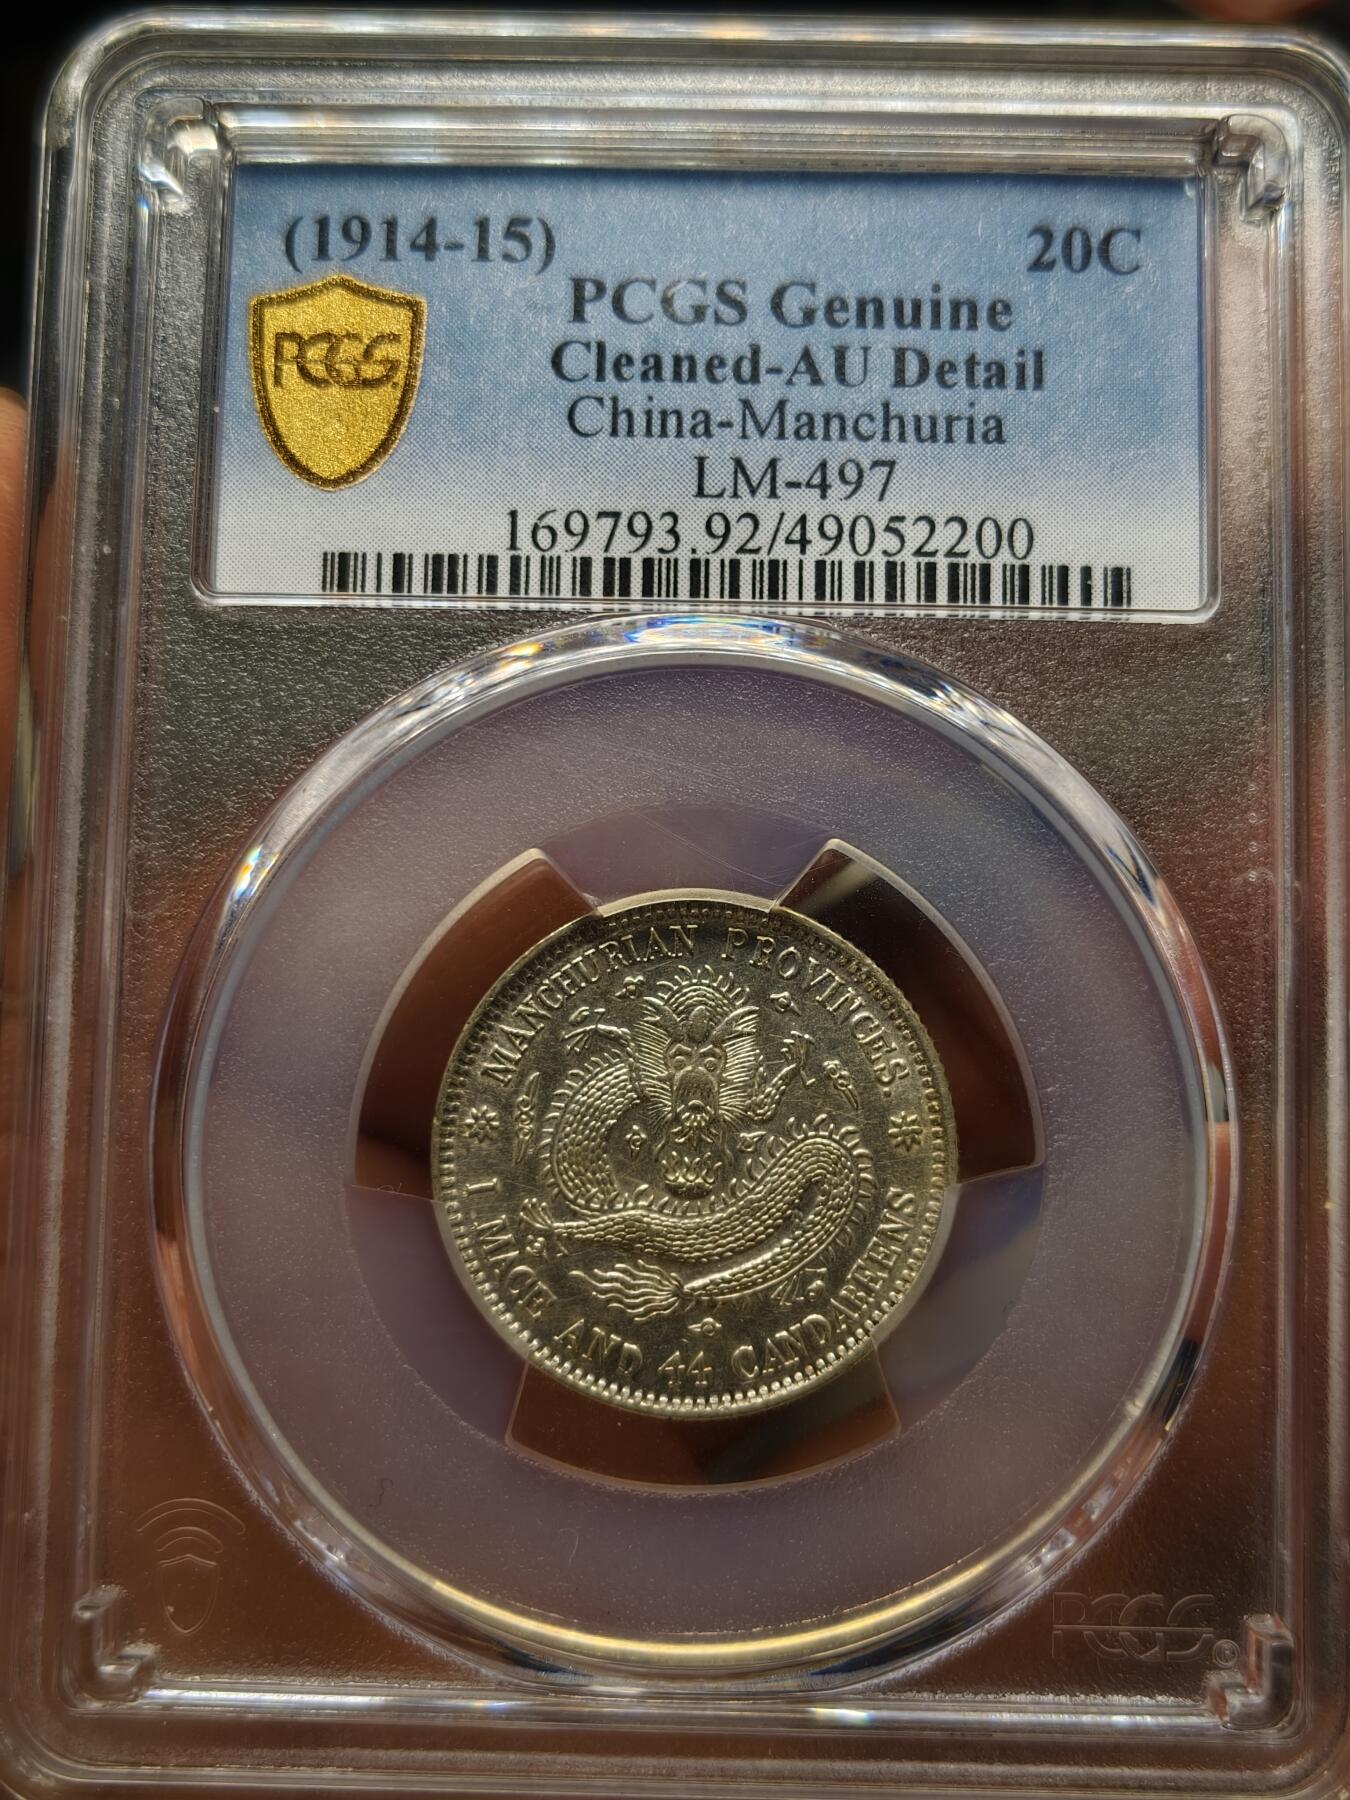 (1914-15) 20C
PCGS
PCGS Genuine
Cleaned-AU Detail
China-Manchuria
LM-497
169793.92/49052200
MANCHURIAN PROVINCES.
1 MACE AND 44 CANDAREENS
PCGS